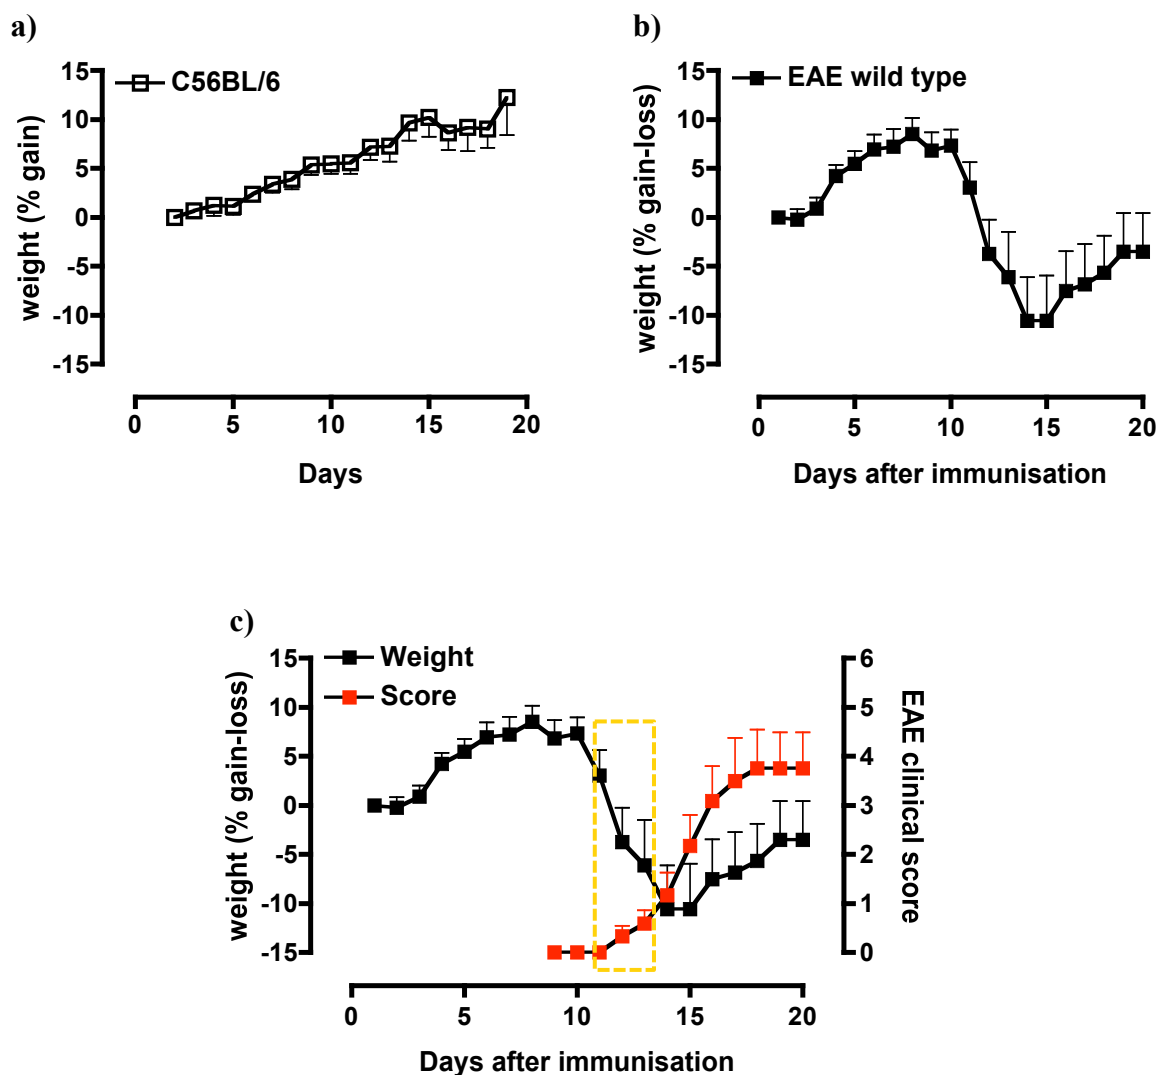 a)
C56BL/6
weight (% gain)
15
10
5
0
-5
-10
-15
0 5 10 15 20
Days
b)
EAE wild type
weight (% gain-loss)
15
10
5
0
-5
-10
-15
0 5 10 15 20
Days after immunisation
c)
Weight
Score
weight (% gain-loss)
15
10
5
0
-5
-10
-15
6
5
4
3
2
1
0
EAE clinical score
0 5 10 15 20
Days after immunisation